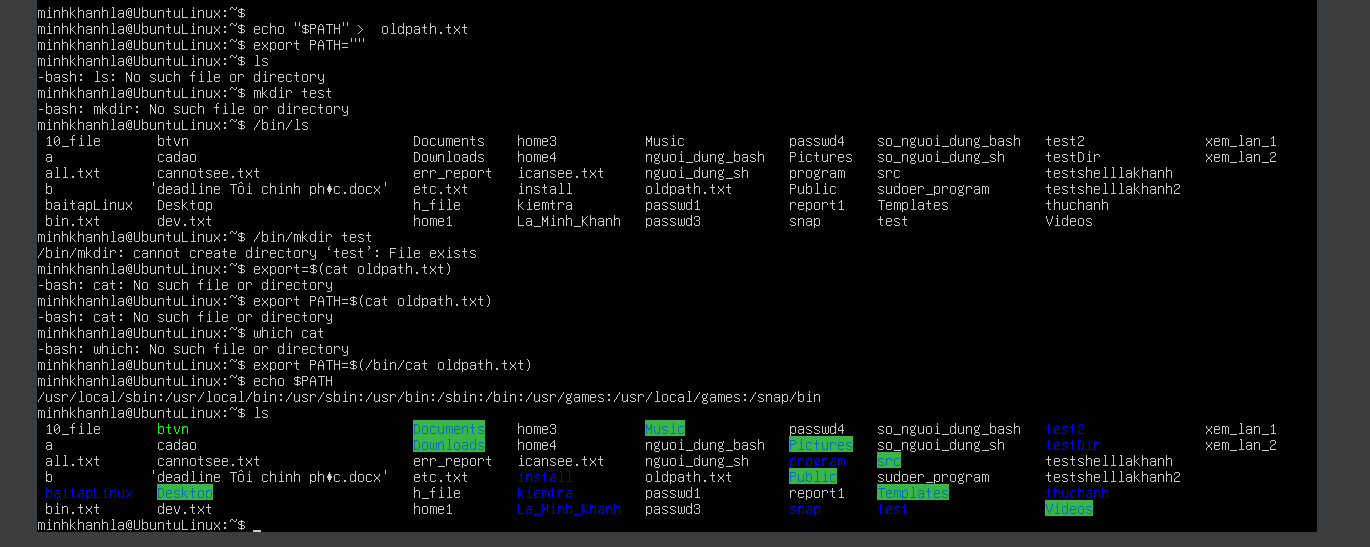 minhkhanhla@UbuntuLinux:~$
minhkhanhla@UbuntuLinux:~$ echo "$PATH" >  oldpath.txt
minhkhanhla@UbuntuLinux:~$ export PATH=""
minhkhanhla@UbuntuLinux:~$ ls
-bash: ls: No such file or directory
minhkhanhla@UbuntuLinux:~$ mkdir test
-bash: mkdir: No such file or directory
minhkhanhla@UbuntuLinux:~$ /bin/ls
10_file btvn Documents home3 Music passwd4 so_nguoi_dung_bash test2 xem_lan_1
a cadao Downloads home4 nguoi_dung_bash Pictures so_nguoi_dung_sh testDir xem_lan_2
all.txt cannotsee.txt err_report icansee.txt nguoi_dung_sh program src testshelllakhanh
b 'deadline Tôi chinh ph♦c.docx' etc.txt install oldpath.txt Public sudoer_program testshelllakhanh2
baitapLinux Desktop h_file kiemtra passwd1 report1 Templates thuchanh
bin.txt dev.txt home1 La_Minh_Khanh passwd3 snap test Videos
minhkhanhla@UbuntuLinux:~$ /bin/mkdir test
/bin/mkdir: cannot create directory ‘test’: File exists
minhkhanhla@UbuntuLinux:~$ export=$(cat oldpath.txt)
-bash: cat: No such file or directory
minhkhanhla@UbuntuLinux:~$ export PATH=$(cat oldpath.txt)
-bash: cat: No such file or directory
minhkhanhla@UbuntuLinux:~$ which cat
-bash: which: No such file or directory
minhkhanhla@UbuntuLinux:~$ export PATH=$(/bin/cat oldpath.txt)
minhkhanhla@UbuntuLinux:~$ echo $PATH
/usr/local/sbin:/usr/local/bin:/usr/sbin:/usr/bin:/sbin:/bin:/usr/games:/usr/local/games:/snap/bin
minhkhanhla@UbuntuLinux:~$ ls
10_file btvn Documents home3 Music passwd4 so_nguoi_dung_bash test2 xem_lan_1
a cadao Downloads home4 nguoi_dung_bash Pictures so_nguoi_dung_sh testDir xem_lan_2
all.txt cannotsee.txt err_report icansee.txt nguoi_dung_sh program src testshelllakhanh
b 'deadline Tôi chinh ph♦c.docx' etc.txt install oldpath.txt Public sudoer_program testshelllakhanh2
baitapLinux Desktop h_file kiemtra passwd1 report1 Templates thuchanh
bin.txt dev.txt home1 La_Minh_Khanh passwd3 snap test Videos
minhkhanhla@UbuntuLinux:~$ _